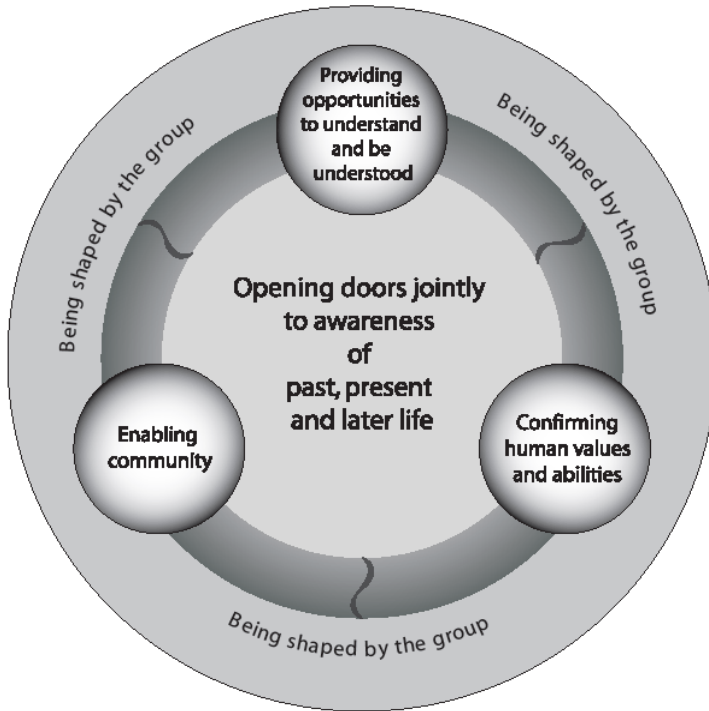 Providing
opportunities
to understand
and be
understood
Being shaped by the group
Being shaped by the group
Opening doors jointly
to awareness
of
past, present
and later life
Enabling
community
Confirming
human values
and abilities
Being shaped by the group